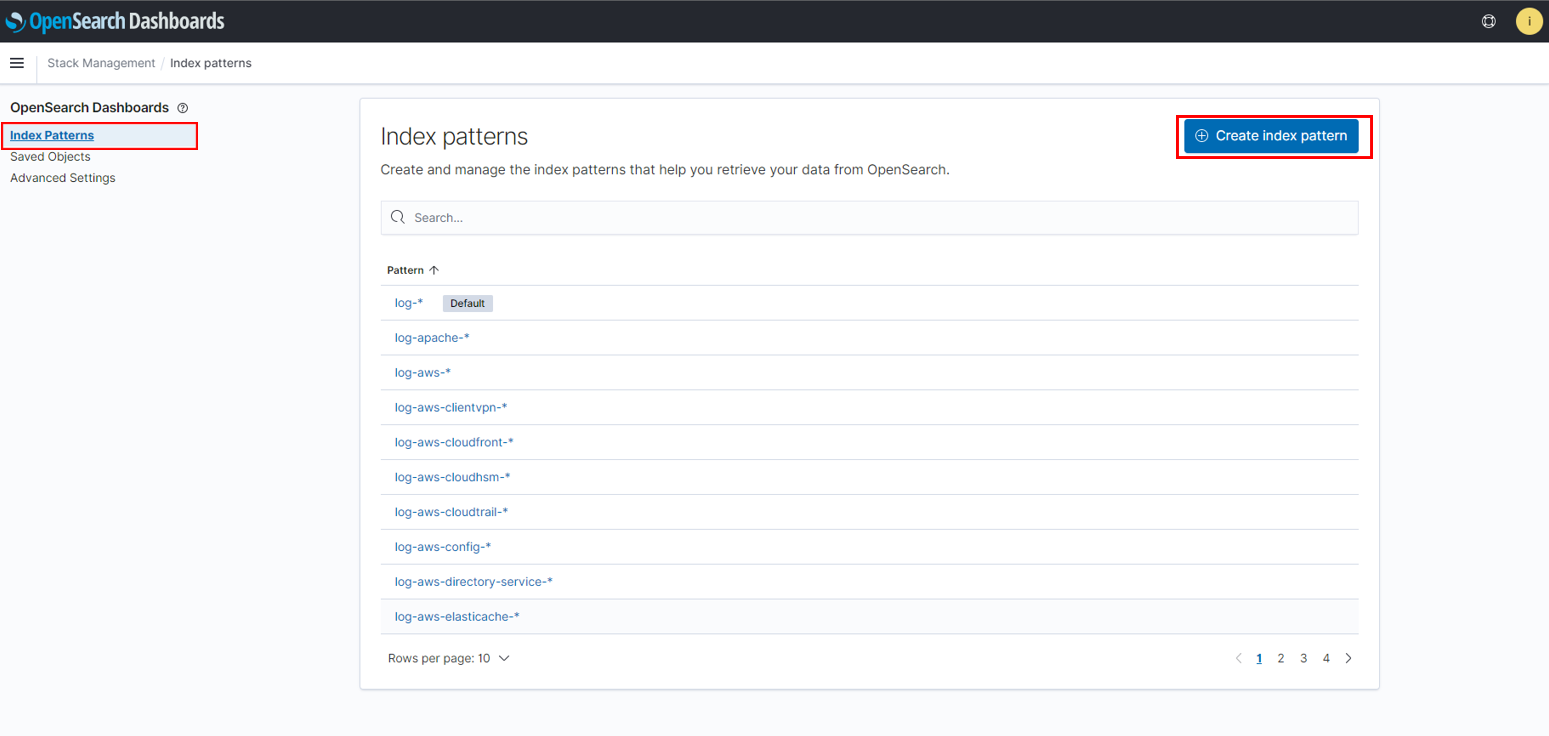 OpenSearch Dashboards
i
Stack Management / Index patterns
OpenSearch Dashboards
Index Patterns
Saved Objects
Advanced Settings
Index patterns
Create index pattern
Create and manage the index patterns that help you retrieve your data from OpenSearch.
Search...
Pattern
log-* Default
log-apache-*
log-aws-*
log-aws-clientvpn-*
log-aws-cloudfront-*
log-aws-cloudhsm-*
log-aws-cloudtrail-*
log-aws-config-*
log-aws-directory-service-*
log-aws-elasticache-*
Rows per page: 10
1 2 3 4